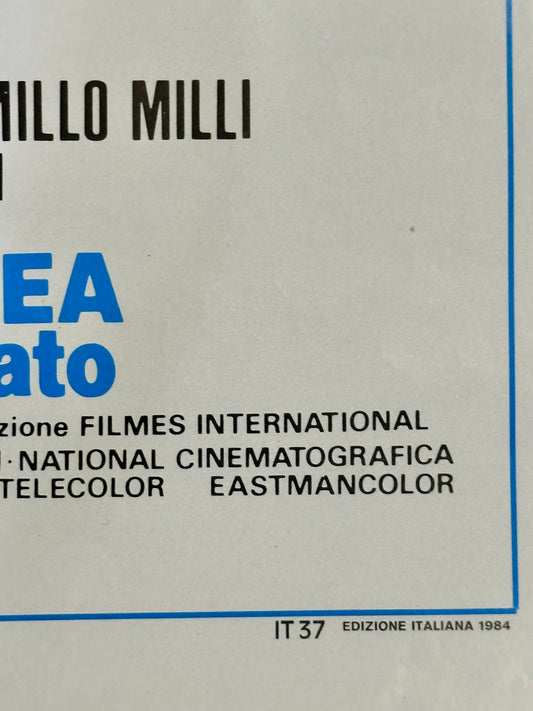 MILLO MILLI
EA
ato
zione FILMES INTERNATIONAL
· NATIONAL CINEMATOGRAFICA
TELECOLOR EASTMANCOLOR
IT 37 EDIZIONE ITALIANA 1984